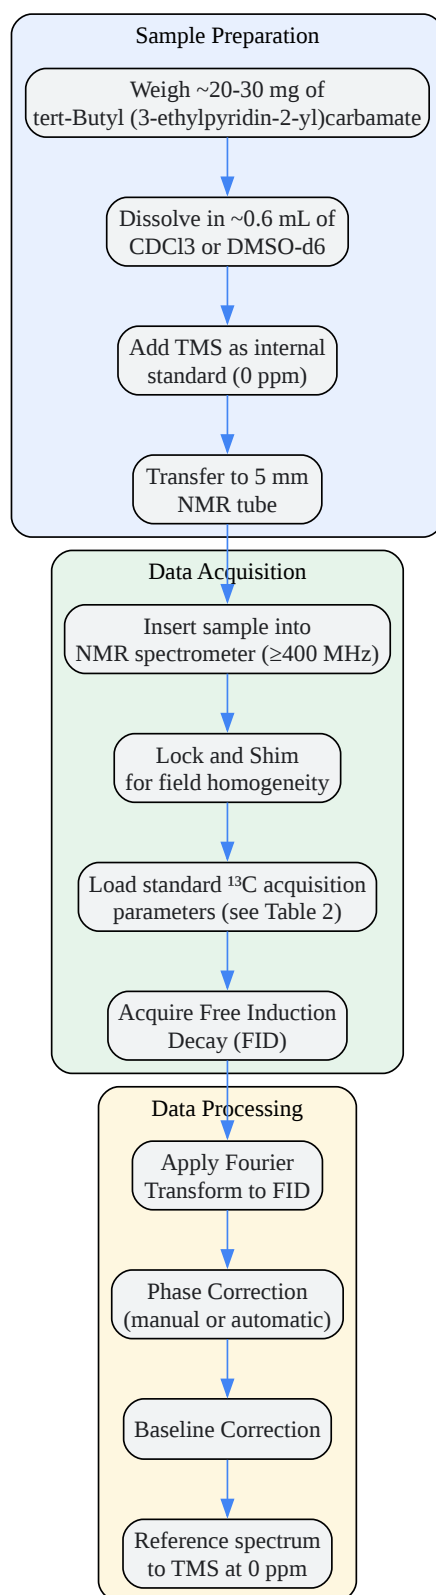 Sample Preparation
Weigh ~20-30 mg of
tert-Butyl (3-ethylpyridin-2-yl)carbamate
Dissolve in ~0.6 mL of
CDCl3 or DMSO-d6
Add TMS as internal
standard (0 ppm)
Transfer to 5 mm
NMR tube
Data Acquisition
Insert sample into
NMR spectrometer (≥400 MHz)
Lock and Shim
for field homogeneity
Load standard ¹³C acquisition
parameters (see Table 2)
Acquire Free Induction
Decay (FID)
Data Processing
Apply Fourier
Transform to FID
Phase Correction
(manual or automatic)
Baseline Correction
Reference spectrum
to TMS at 0 ppm